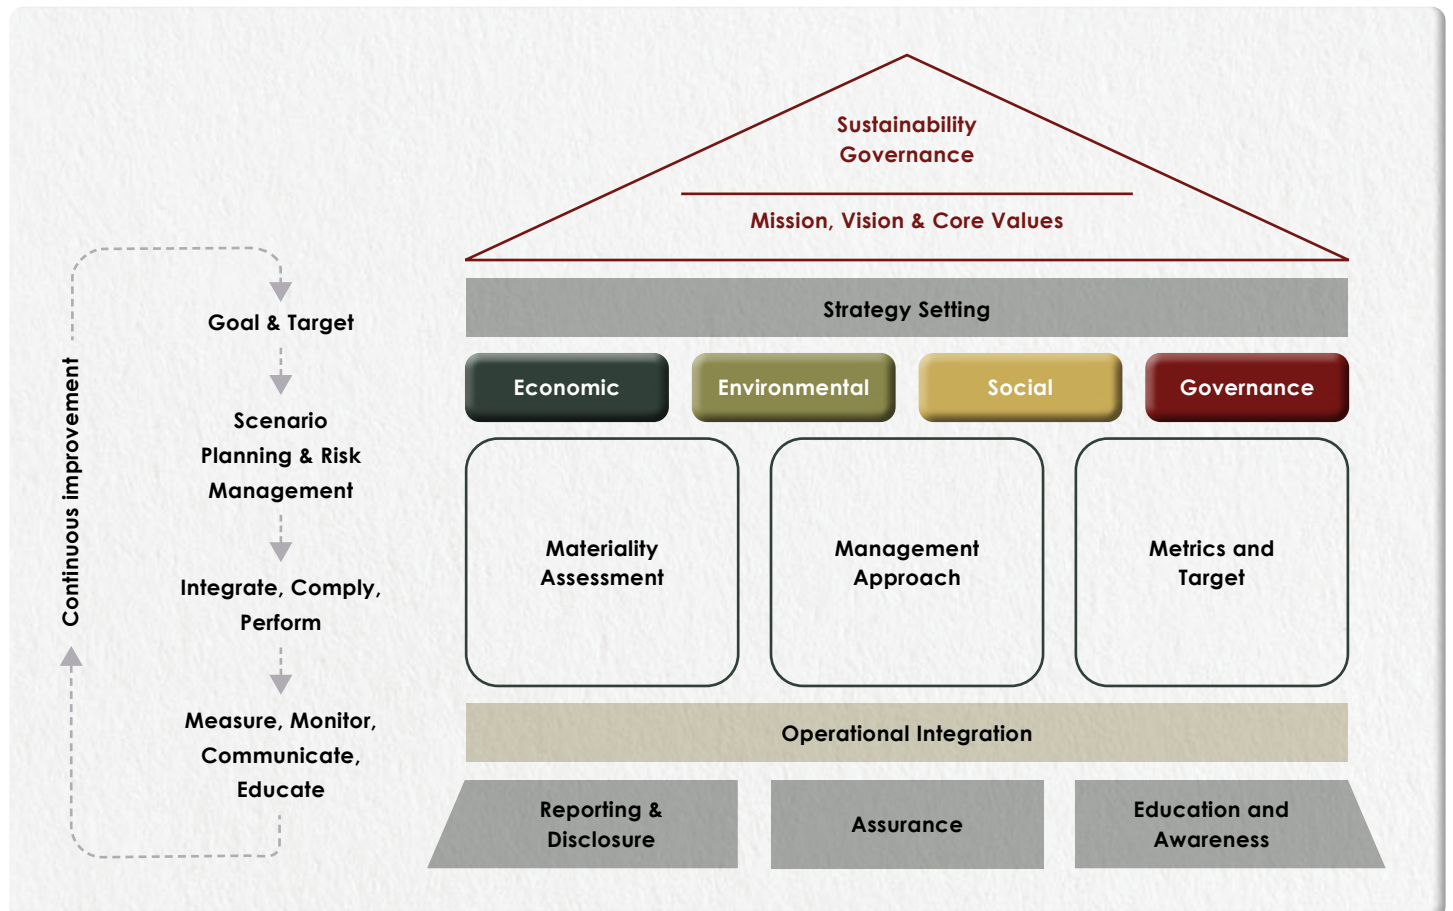 Sustainability
Governance
Mission, Vision & Core Values
Continuous improvement
Goal & Target
Scenario
Planning & Risk
Management
Integrate, Comply,
Perform
Measure, Monitor,
Communicate,
Educate
Strategy Setting
Economic
Environmental
Social
Governance
Materiality
Assessment
Management
Approach
Metrics and
Target
Operational Integration
Reporting &
Disclosure
Assurance
Education and
Awareness